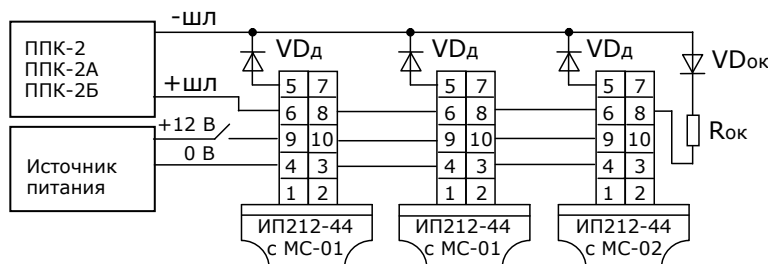 -ШЛ
ППК-2
ППК-2А
ППК-2Б
+ШЛ
Источник
питания
+12 В
0 В
VDд
VDд
VDд
VDок
Rок
5 7
6 8
9 10
4 3
1 2
5 7
6 8
9 10
4 3
1 2
5 7
6 8
9 10
4 3
1 2
ИП212-44
с МС-01
ИП212-44
с МС-01
ИП212-44
с МС-02